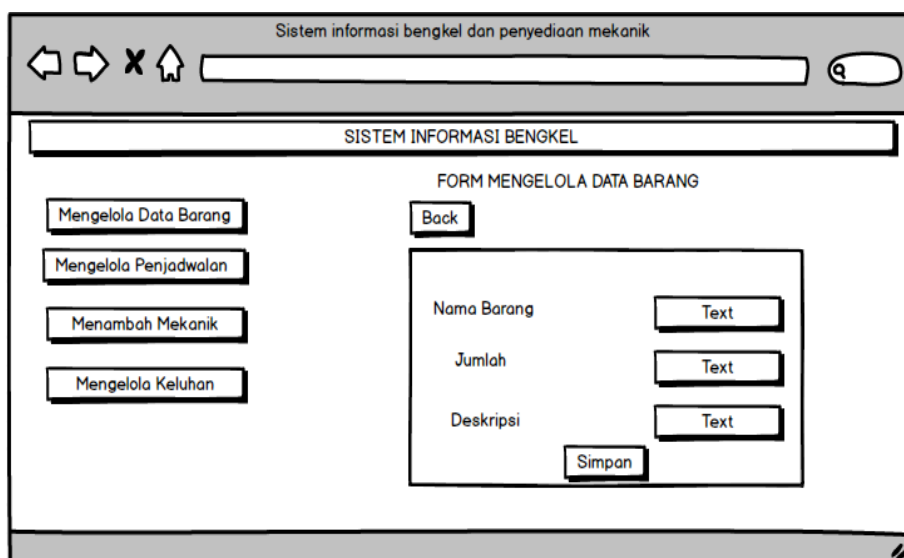 Sistem informasi bengkel dan penyediaan mekanik
SISTEM INFORMASI BENGKEL
FORM MENGELOLA DATA BARANG
Mengelola Data Barang
Mengelola Penjadwalan
Menambah Mekanik
Mengelola Keluhan
Back
Nama Barang Text
Jumlah Text
Deskripsi Text
Simpan